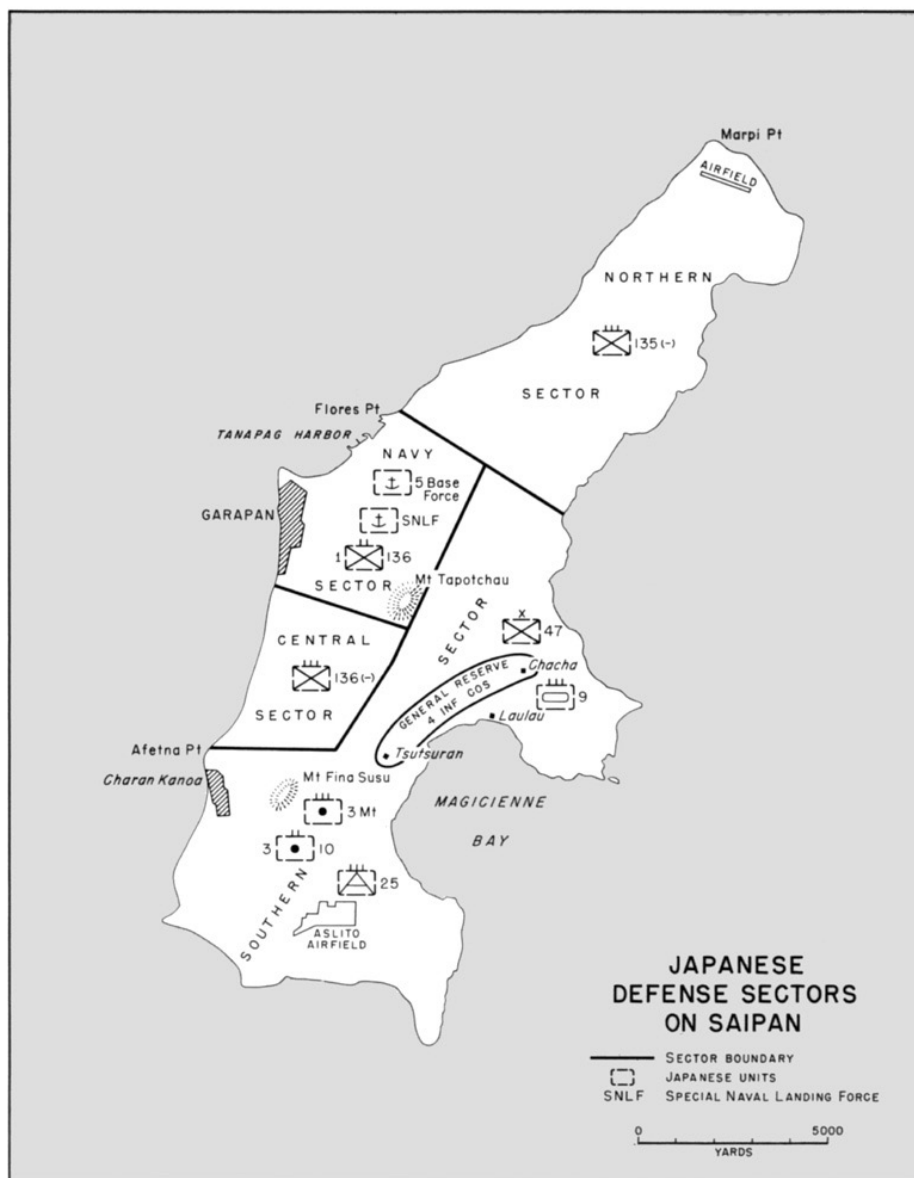 Marpi Pt
AIRFIELD
NORTHERN
135(-)
SECTOR
Flores Pt
TANAPAG HARBOR
NAVY
5 Base
Force
GARAPAN
SNLF
1 136
SECTOR
Mt Tapotchau
CENTRAL
136(-)
SECTOR
SECTOR
X
47
GENERAL RESERVE
4 INF COS
Chacha
9
Laulau
Tsutsuran
Afetna Pt
Charan Kanoa
Mt Fina Susu
3 Mt
3 10
MAGICIENNE
BAY
25
SOUTHERN
ASLITO
AIRFIELD
JAPANESE
DEFENSE SECTORS
ON SAIPAN
SECTOR BOUNDARY
JAPANESE UNITS
SNLF SPECIAL NAVAL LANDING FORCE
0 5000
YARDS